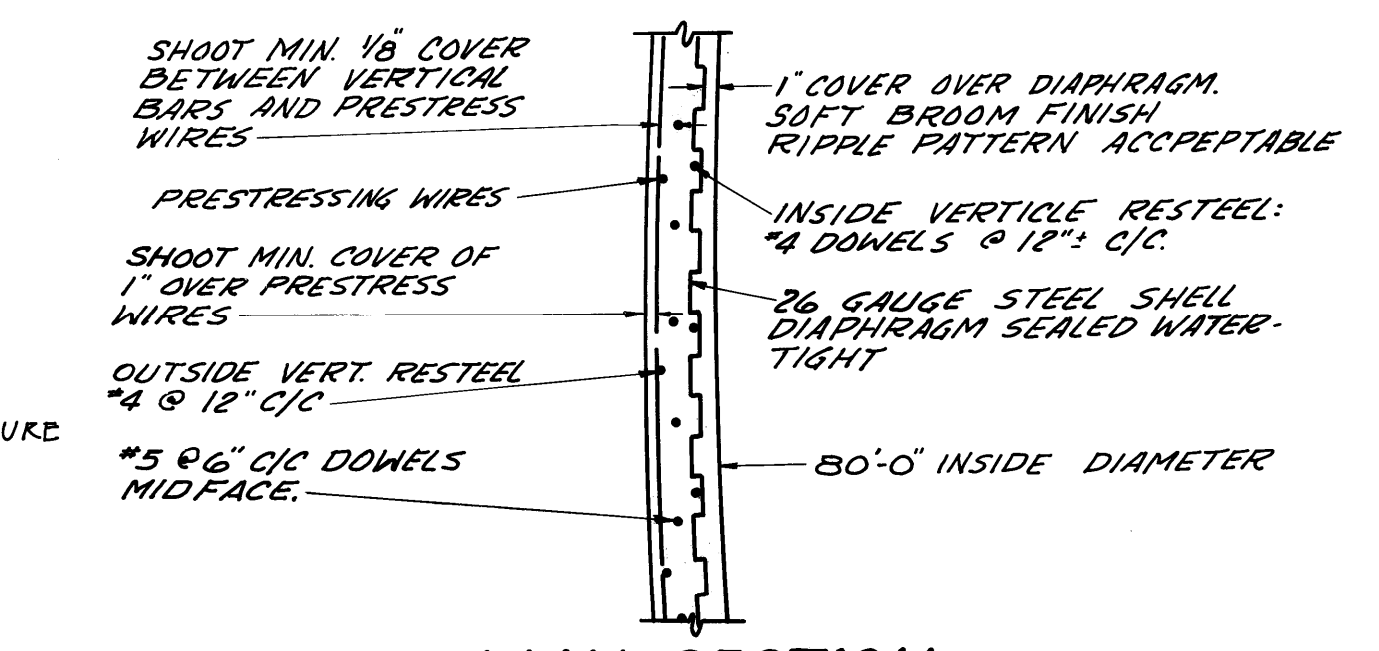 SHOOT MIN. 1/8" COVER
BETWEEN VERTICAL
BARS AND PRESTRESS
WIRES
PRESTRESSING WIRES
SHOOT MIN. COVER OF
1" OVER PRESTRESS
WIRES
OUTSIDE VERT. RESTEEL
#4 @ 12" C/C
URE
#5 @ 6" C/C DOWELS
MIDFACE.
1" COVER OVER DIAPHRAGM.
SOFT BROOM FINISH
RIPPLE PATTERN ACCPEPTABLE
INSIDE VERTICLE RESTEEL:
#4 DOWELS @ 12"± C/C.
26 GAUGE STEEL SHELL
DIAPHRAGM SEALED WATER-
TIGHT
80'-0" INSIDE DIAMETER